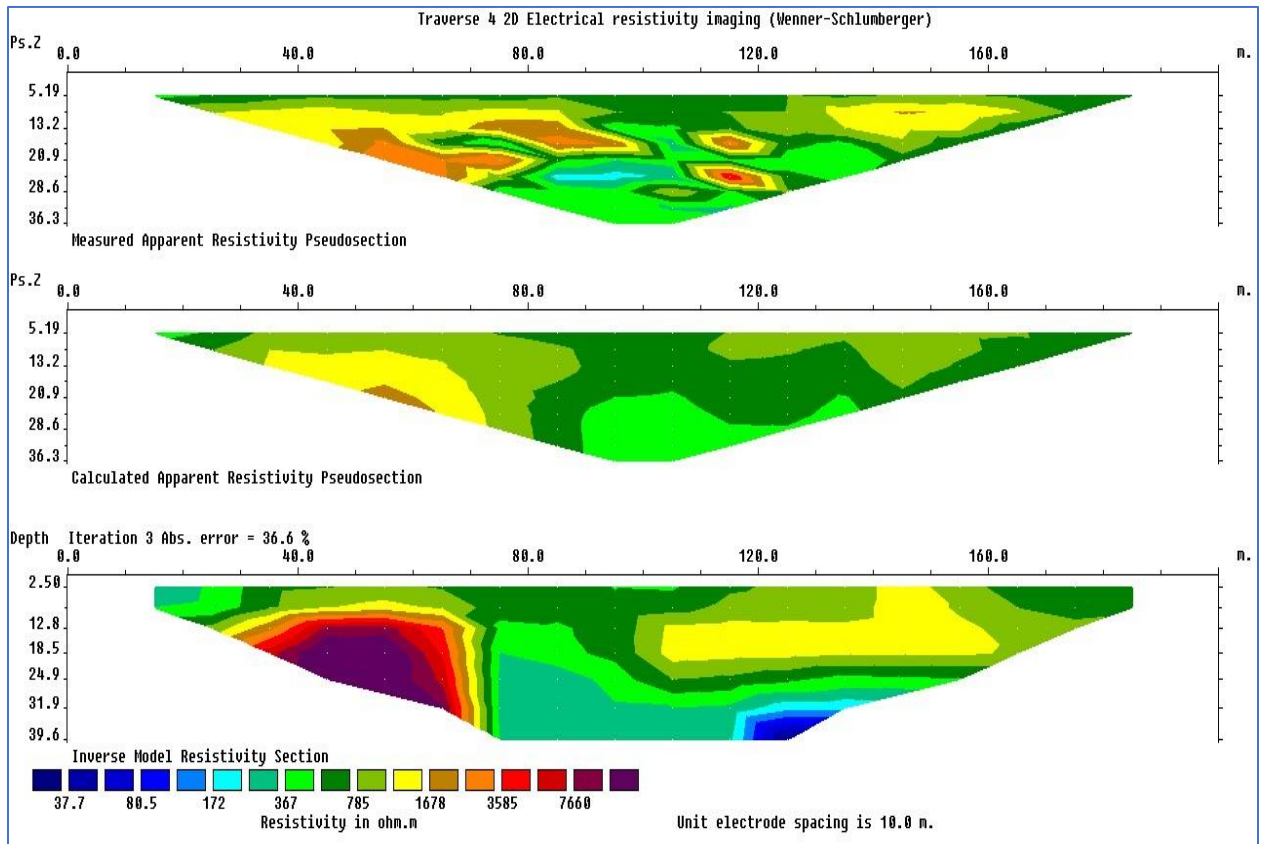 Traverse 4 2D Electrical resistivity imaging (Wenner-Schlumberger)
Ps.Z 0.0 40.0 80.0 120.0 160.0 m.
5.19
13.2
20.9
28.6
36.3
Measured Apparent Resistivity Pseudosection
Ps.Z 0.0 40.0 80.0 120.0 160.0 m.
5.19
13.2
20.9
28.6
36.3
Calculated Apparent Resistivity Pseudosection
Depth Iteration 3 Abs. error = 36.6 %
0.0 40.0 80.0 120.0 160.0 m.
2.50
12.8
18.5
24.9
31.9
39.6
Inverse Model Resistivity Section
37.7 80.5 172 367 785 1678 3585 7660
Resistivity in ohm.m Unit electrode spacing is 10.0 m.